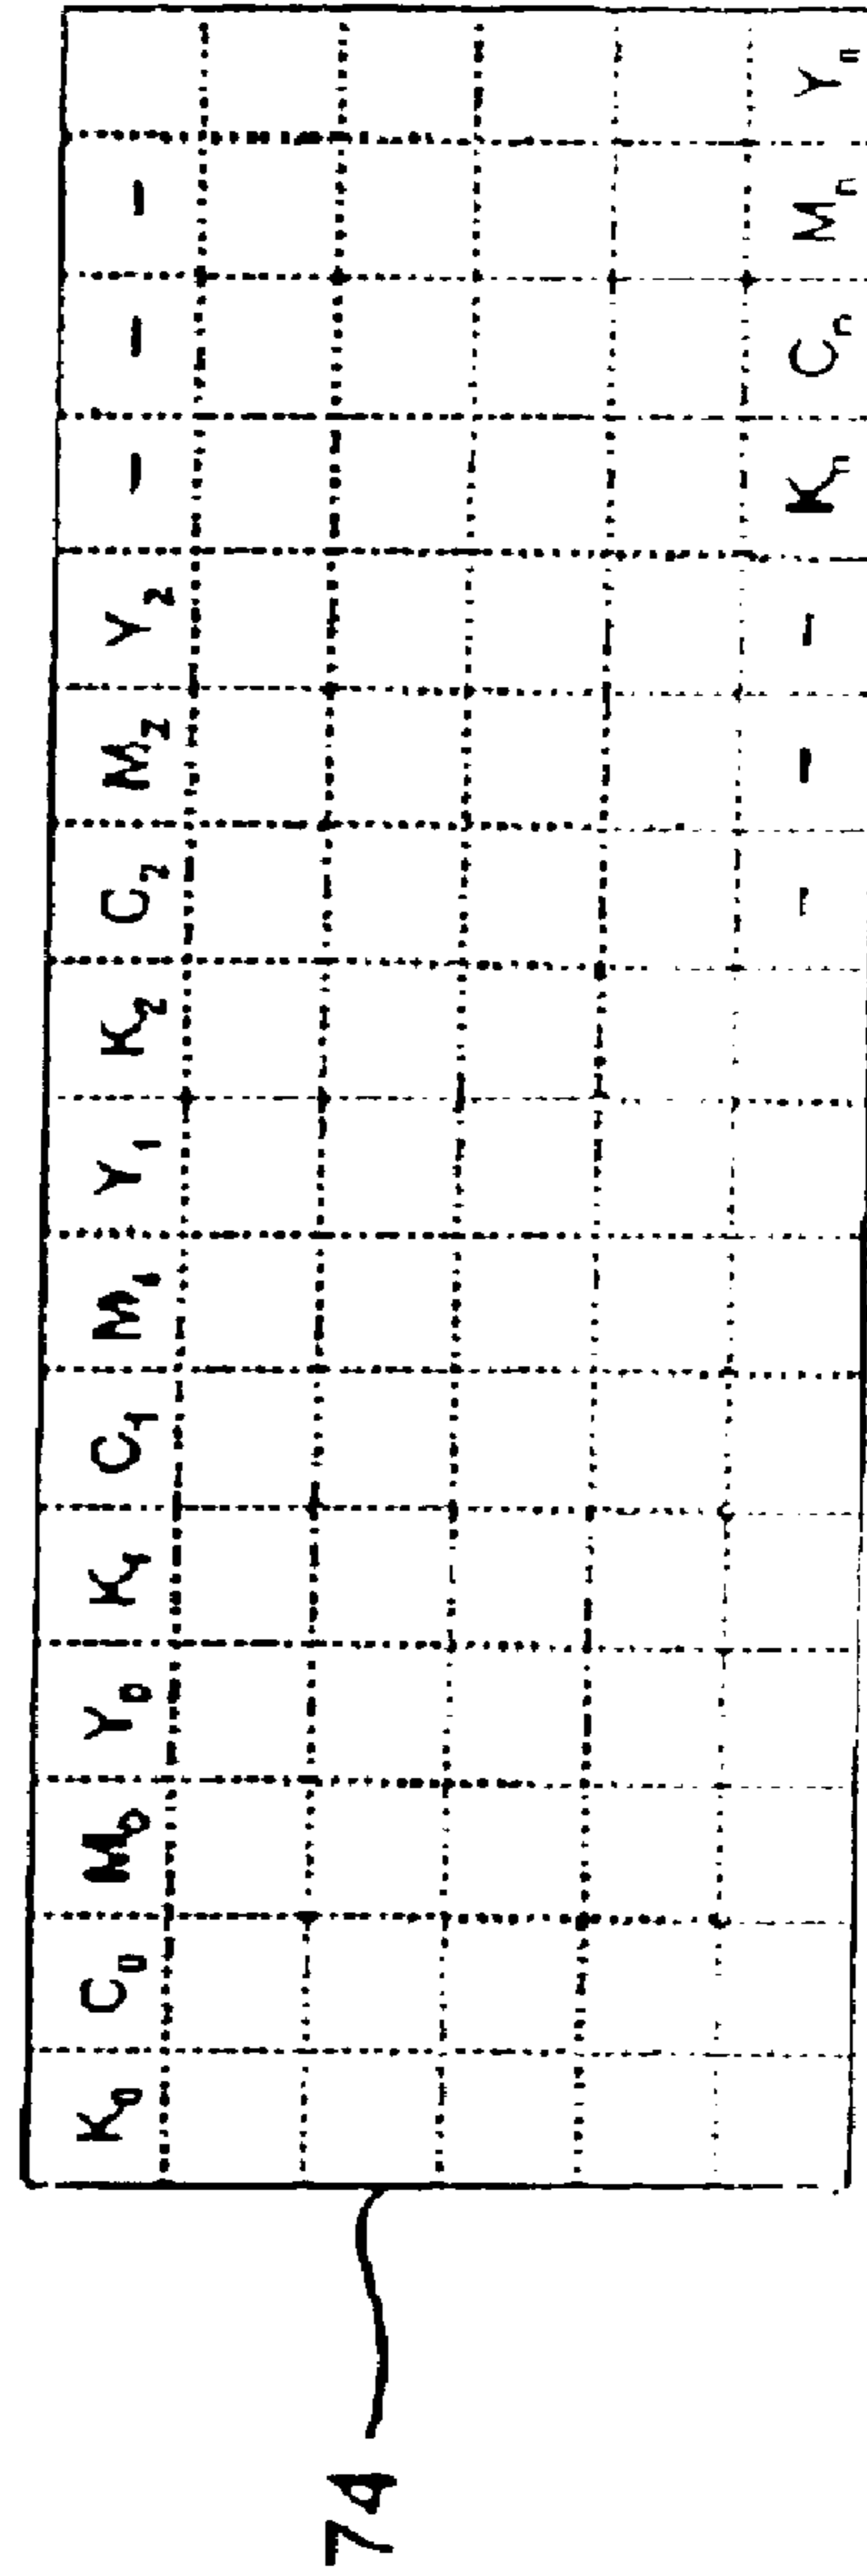 K₀ C₀ M₀ Y₀ K₁ C₁ M₁ Y₁ K₂ C₂ M₂ Y₂ – – –
– – – Kₙ Cₙ Mₙ Yₙ
74